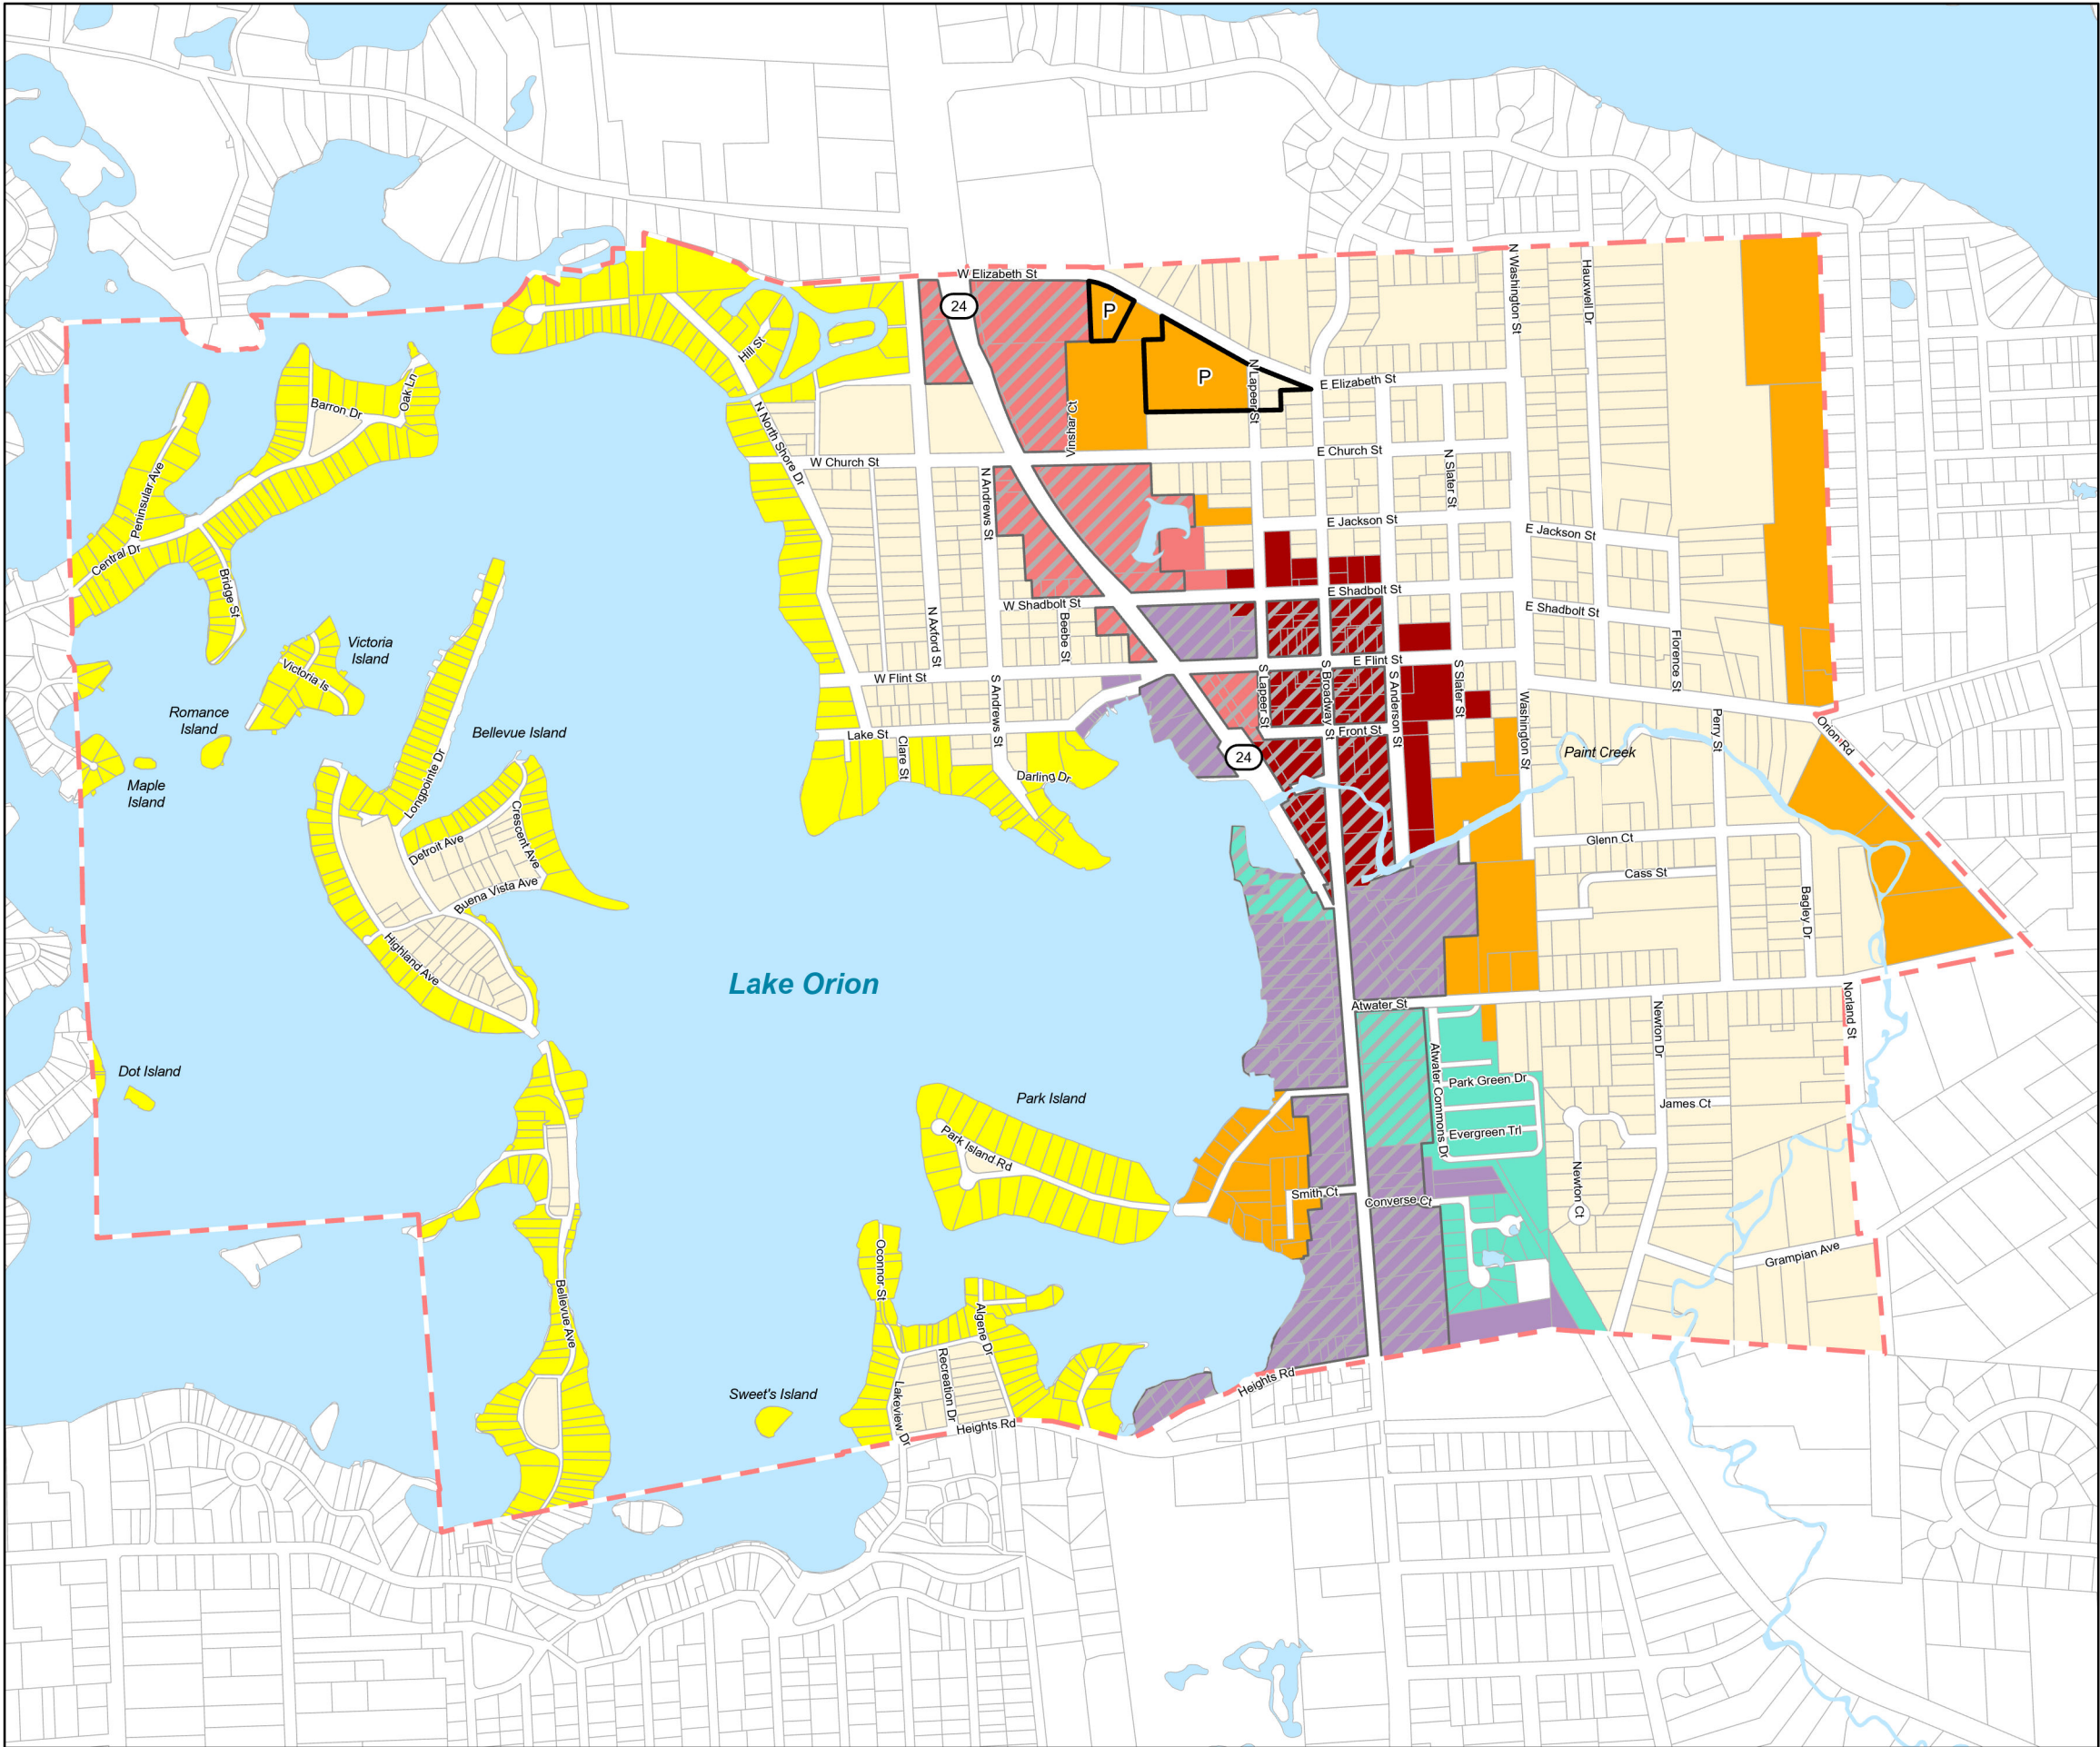 W Elizabeth St
24
P
P
N Lapeer St
E Elizabeth St
N Washington St
Hauxwell Dr
Hill St
Barron Dr
Oak Ln
N North Shore Dr
Vinshar Ct
Peninsular Ave
W Church St
E Church St
N Andrews St
N Slater St
Central Dr
E Jackson St
E Jackson St
Bridge St
W Shadbolt St
E Shadbolt St
E Shadbolt St
N Axford St
Beebe St
Victoria
Island
Victoria Is
E Flint St
Florence St
W Flint St
S Andrews St
S Lapeer St
S Broadway St
S Anderson St
S Slater St
Washington St
Perry St
Orion Rd
Romance
Island
Bellevue Island
Lake St
Clare St
Front St
24
Paint Creek
Maple
Island
Longpointe Dr
Darling Dr
Crescent Ave
Detroit Ave
Glenn Ct
Cass St
Buena Vista Ave
Bagley Dr
Highland Ave
Lake Orion
Atwater St
Newton Dr
Norland St
Dot Island
Park Island
Atwater Commons Dr
Park Green Dr
James Ct
Evergreen Trl
Park Island Rd
Smith Ct
Converse Ct
Newton Ct
Oconnor St
Grampian Ave
Bellevue Ave
Algene Dr
Recreation Dr
Lakeview Dr
Sweet's Island
Heights Rd
Heights Rd